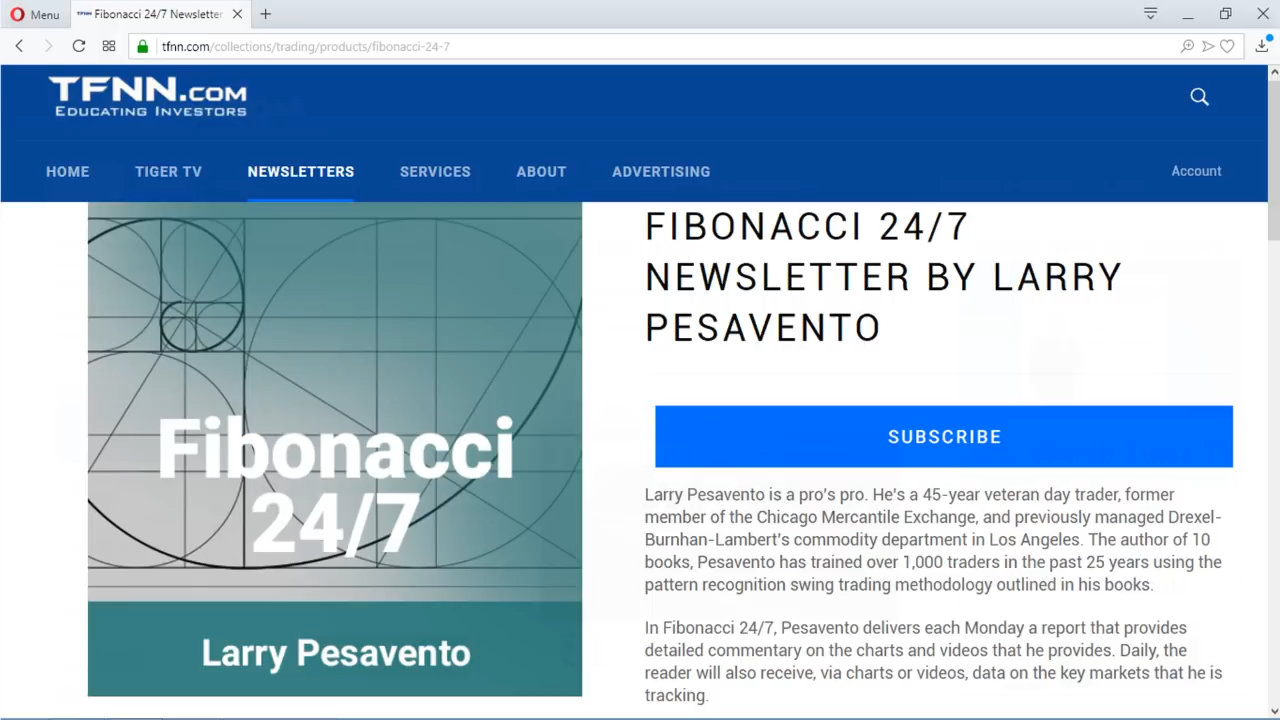 Menu
Fibonacci 24/7 Newsletter
tfnn.com/collections/trading/products/fibonacci-24-7
TFNN.COM
EDUCATING INVESTORS
HOME TIGER TV NEWSLETTERS SERVICES ABOUT ADVERTISING Account
FIBONACCI 24/7
NEWSLETTER BY LARRY
PESAVENTO
Fibonacci
24/7
Larry Pesavento
SUBSCRIBE
Larry Pesavento is a pro's pro. He's a 45-year veteran day trader, former
member of the Chicago Mercantile Exchange, and previously managed Drexel-
Burnhan-Lambert's commodity department in Los Angeles. The author of 10
books, Pesavento has trained over 1,000 traders in the past 25 years using the
pattern recognition swing trading methodology outlined in his books.
In Fibonacci 24/7, Pesavento delivers each Monday a report that provides
detailed commentary on the charts and videos that he provides. Daily, the
reader will also receive, via charts or videos, data on the key markets that he is
tracking.